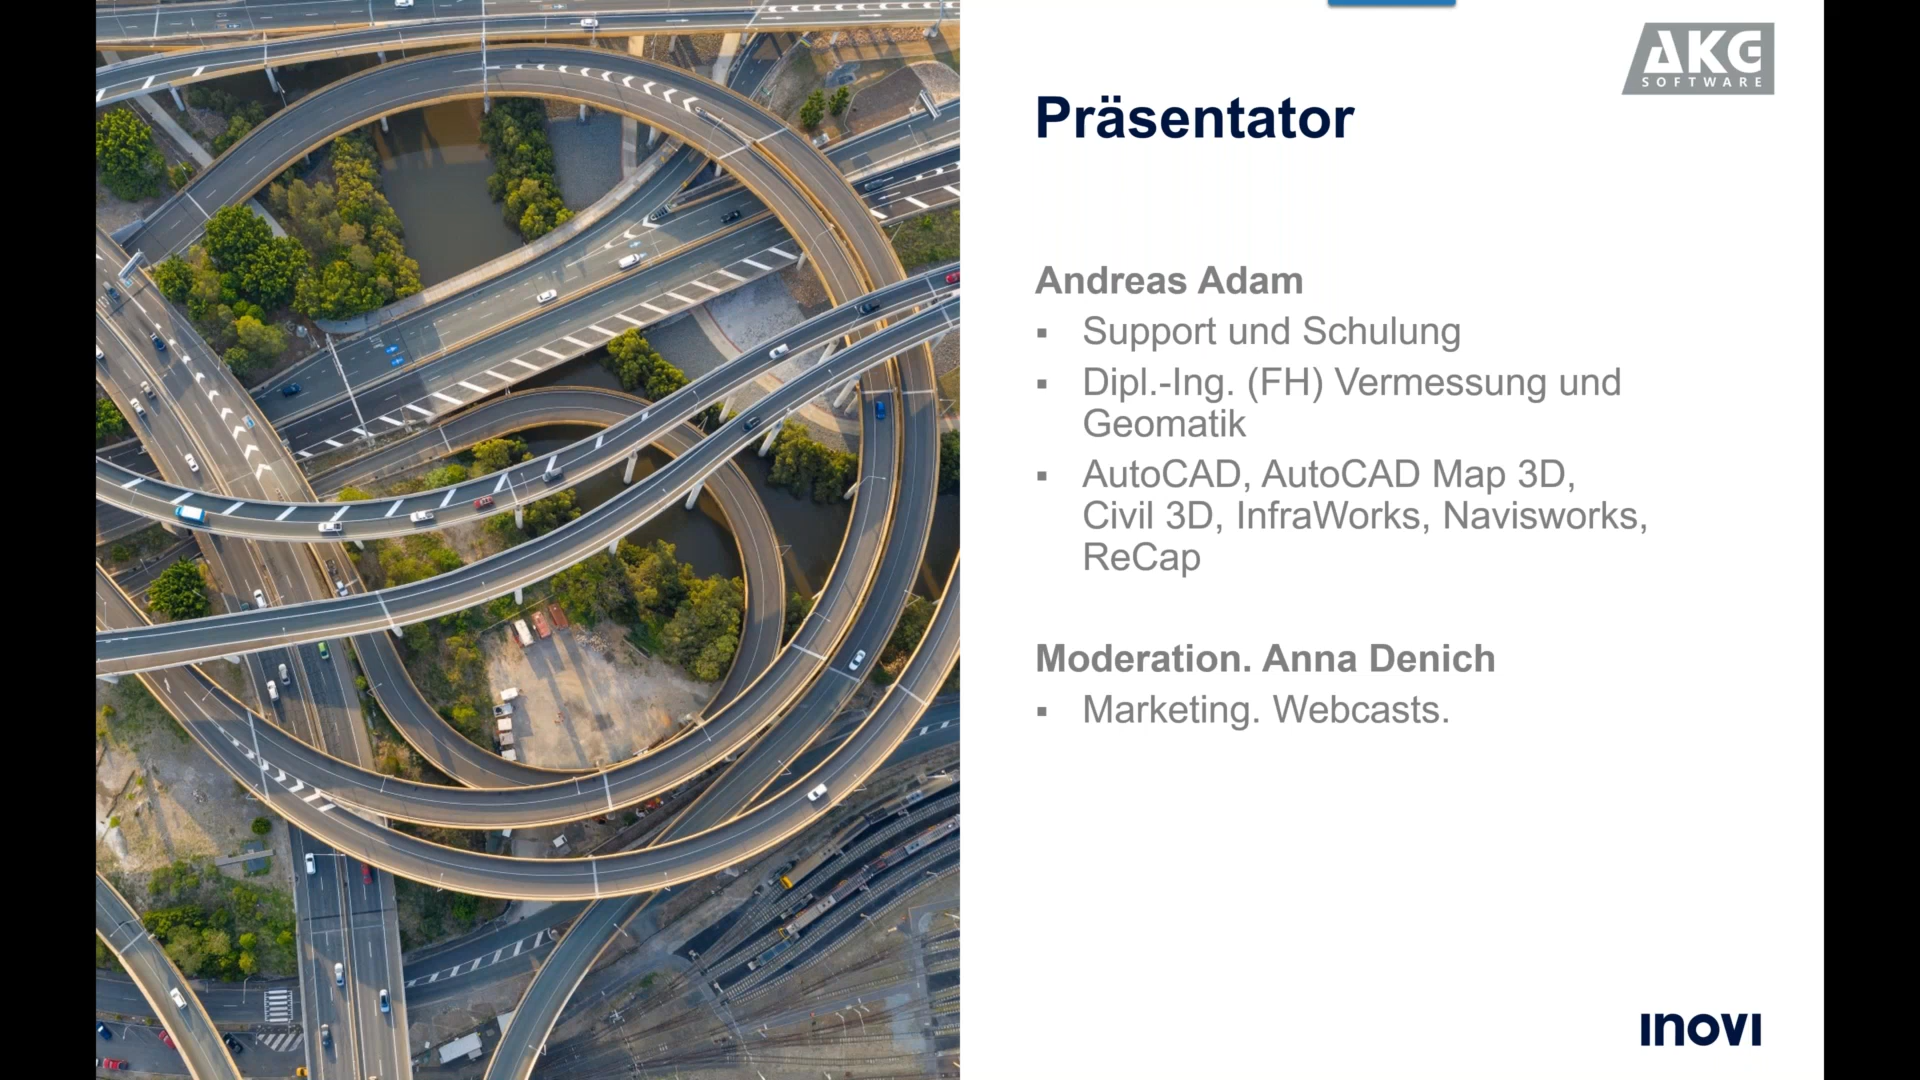 AKG
SOFTWARE
Präsentator
Andreas Adam
▪ Support und Schulung
▪ Dipl.-Ing. (FH) Vermessung und
Geomatik
▪ AutoCAD, AutoCAD Map 3D,
Civil 3D, InfraWorks, Navisworks,
ReCap
Moderation. Anna Denich
▪ Marketing. Webcasts.
INOVI